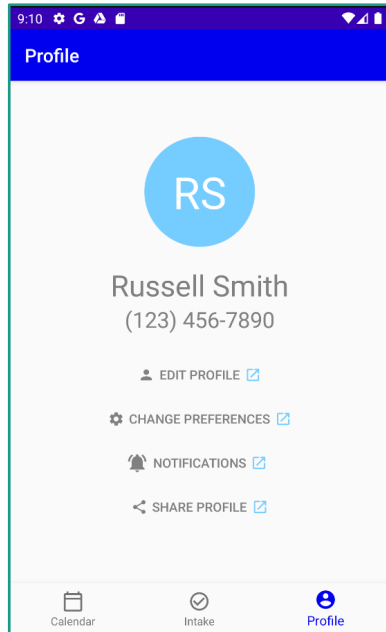 9:10 G
Profile
RS
Russell Smith
(123) 456-7890
EDIT PROFILE
CHANGE PREFERENCES
NOTIFICATIONS
SHARE PROFILE
Calendar Intake Profile